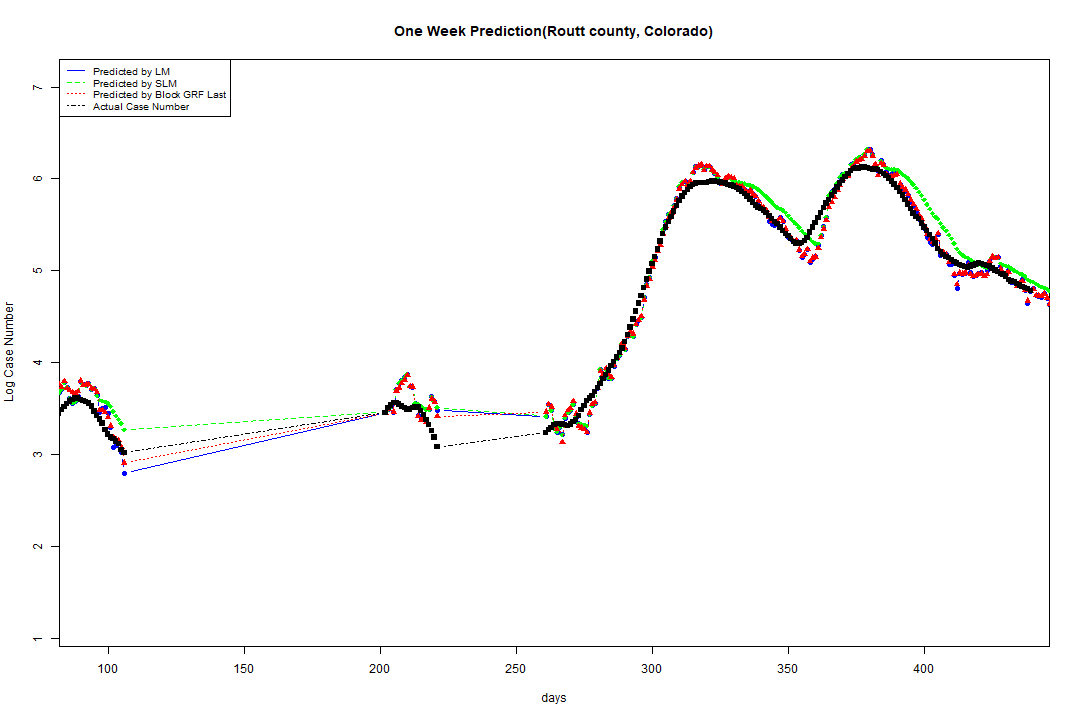 One Week Prediction(Routt county, Colorado)
Predicted by LM
Predicted by SLM
Predicted by Block GRF Last
Actual Case Number
7
6
5
4
3
2
1
Log Case Number
100 150 200 250 300 350 400
days